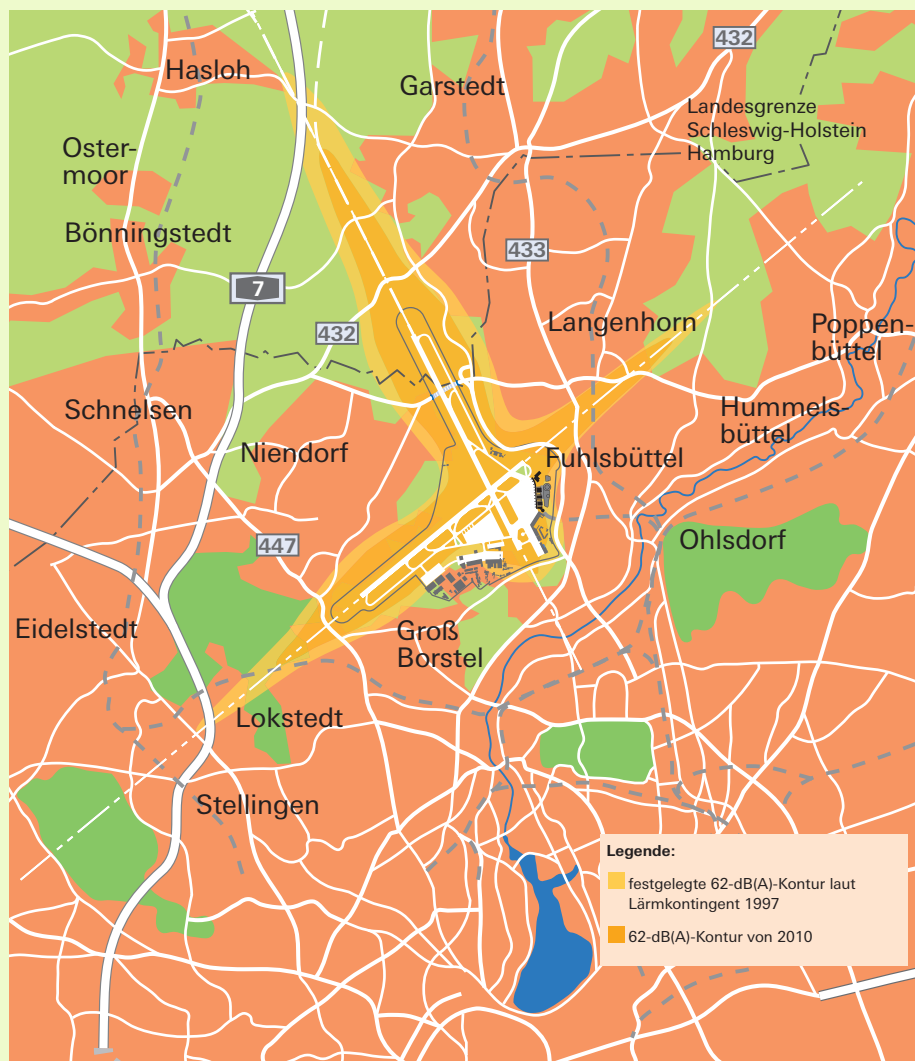 432
Hasloh
Garstedt
Landesgrenze
Schleswig-Holstein
Hamburg
Oster-
moor
Bönningstedt
433
7
432
Langenhorn
Poppen-
büttel
Schnelsen
Hummels-
büttel
Niendorf
Fuhlsbüttel
447
Ohlsdorf
Eidelstedt
Groß
Borstel
Lokstedt
Stellingen
Legende:
festgelegte 62-dB(A)-Kontur laut
Lärmkontingent 1997
62-dB(A)-Kontur von 2010